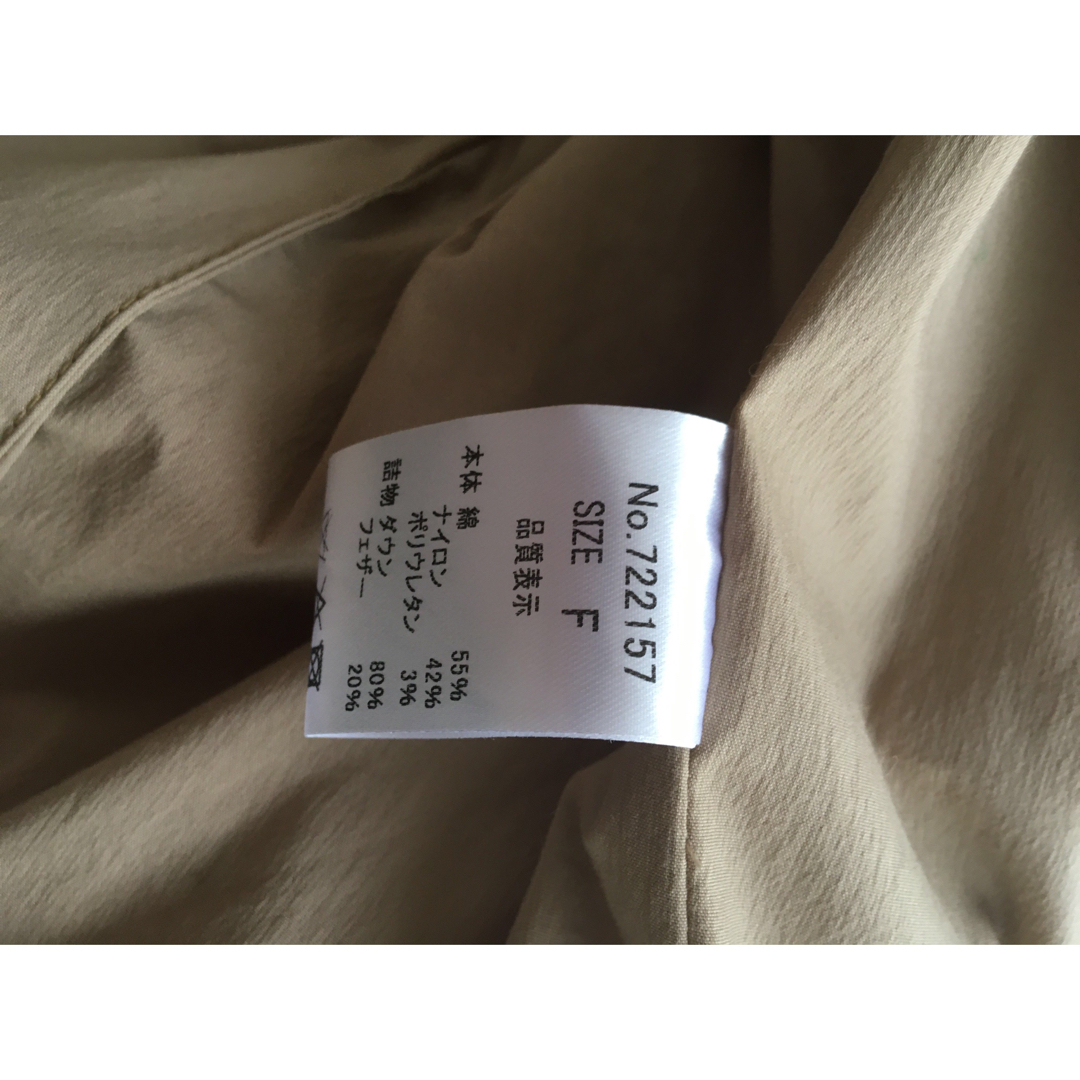 No.722157
SIZE F
品質表示
本体 綿 55%
ナイロン 42%
ポリウレタン 3%
詰物 ダウン 80%
フェザー 20%